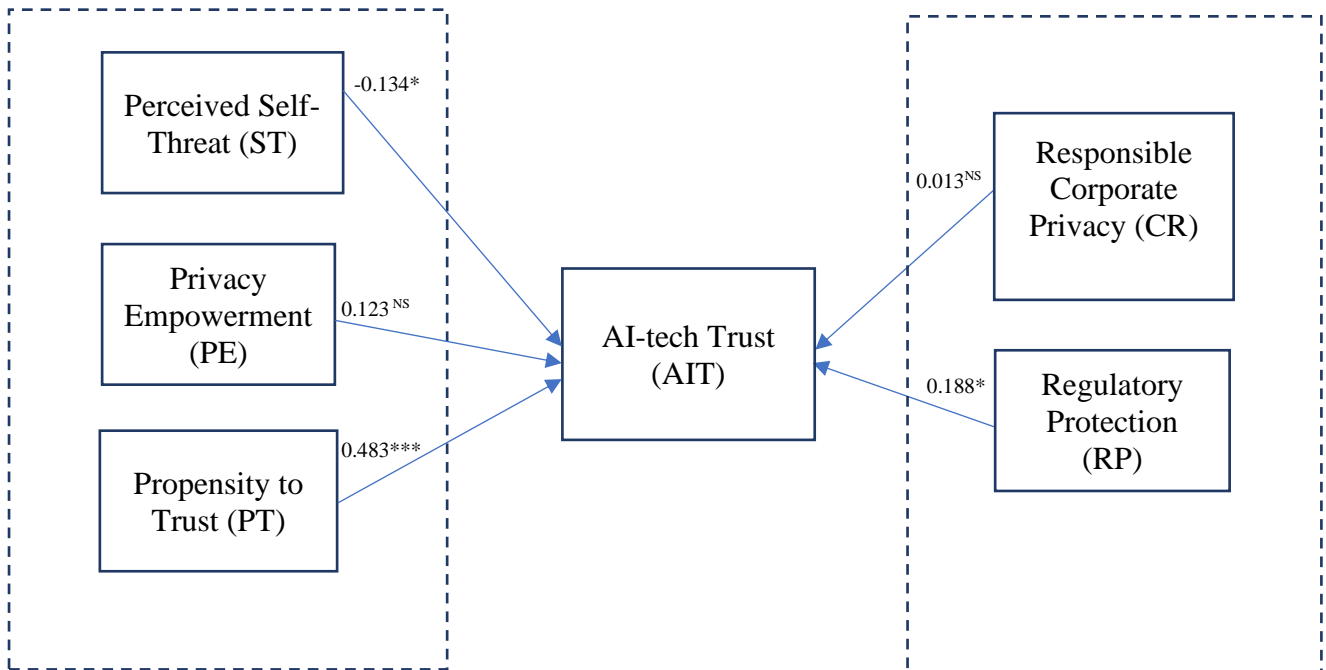 Perceived Self-
Threat (ST)
-0.134*
Privacy
Empowerment
(PE)
0.123 NS
Propensity to
Trust (PT)
0.483***
AI-tech Trust
(AIT)
Responsible
Corporate
Privacy (CR)
0.013NS
Regulatory
Protection
(RP)
0.188*